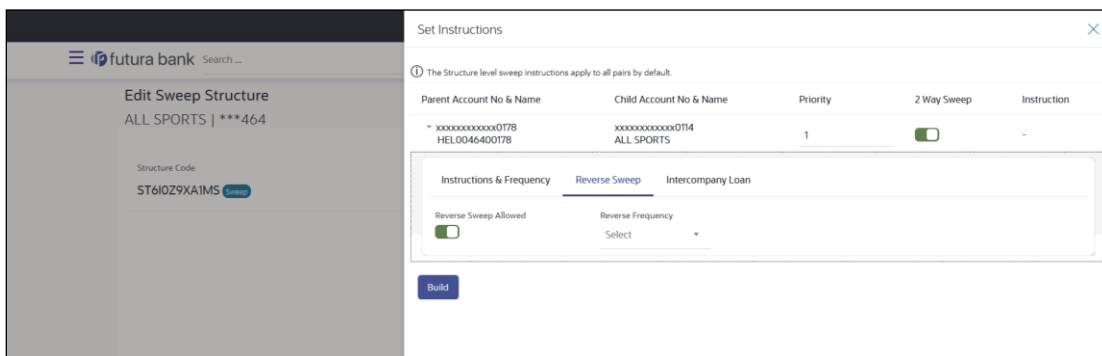 Set Instructions
futura bank Search ...
The Structure level sweep instructions apply to all pairs by default.
Edit Sweep Structure
ALL SPORTS | ***464
Parent Account No & Name Child Account No & Name Priority 2 Way Sweep Instruction
xxxxxxxxxxxx0178 xxxxxxxxxxxx0114 1 -
HEL0046400178 ALL SPORTS
Structure Code
ST6I0Z9XA1MS Sweep
Instructions & Frequency Reverse Sweep Intercompany Loan
Reverse Sweep Allowed Reverse Frequency
Select
Build